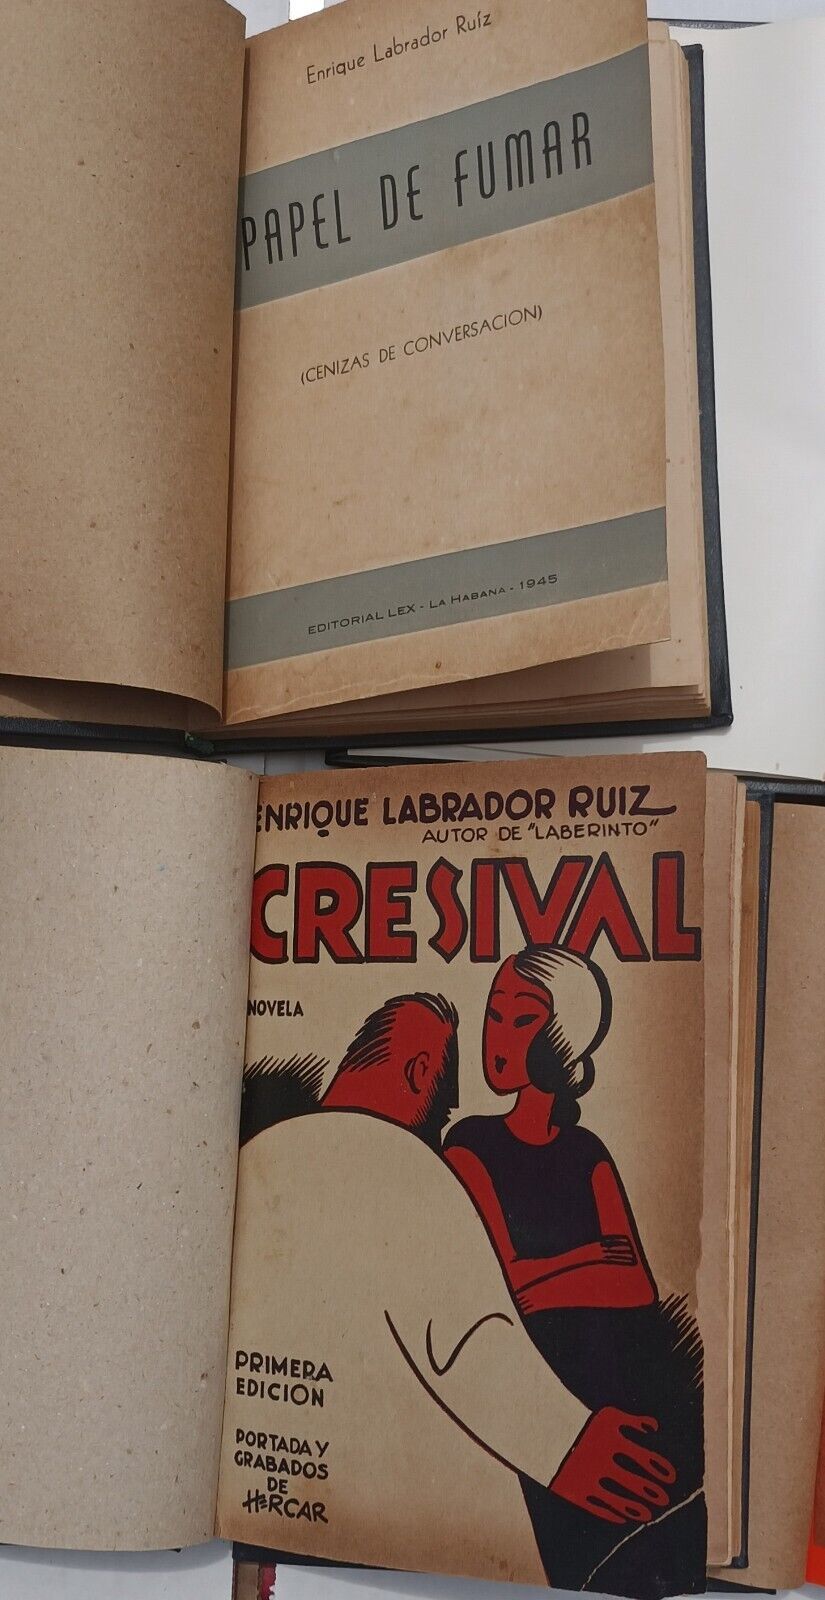 Enrique Labrador Ruíz
PAPEL DE FUMAR
(CENIZAS DE CONVERSACION)
EDITORIAL LEX - LA HABANA - 1945
ENRIQUE LABRADOR RUIZ
AUTOR DE "LABERINTO"
CRESIVAL
NOVELA
PRIMERA
EDICION
PORTADA Y
GRABADOS
DE
HERCAR